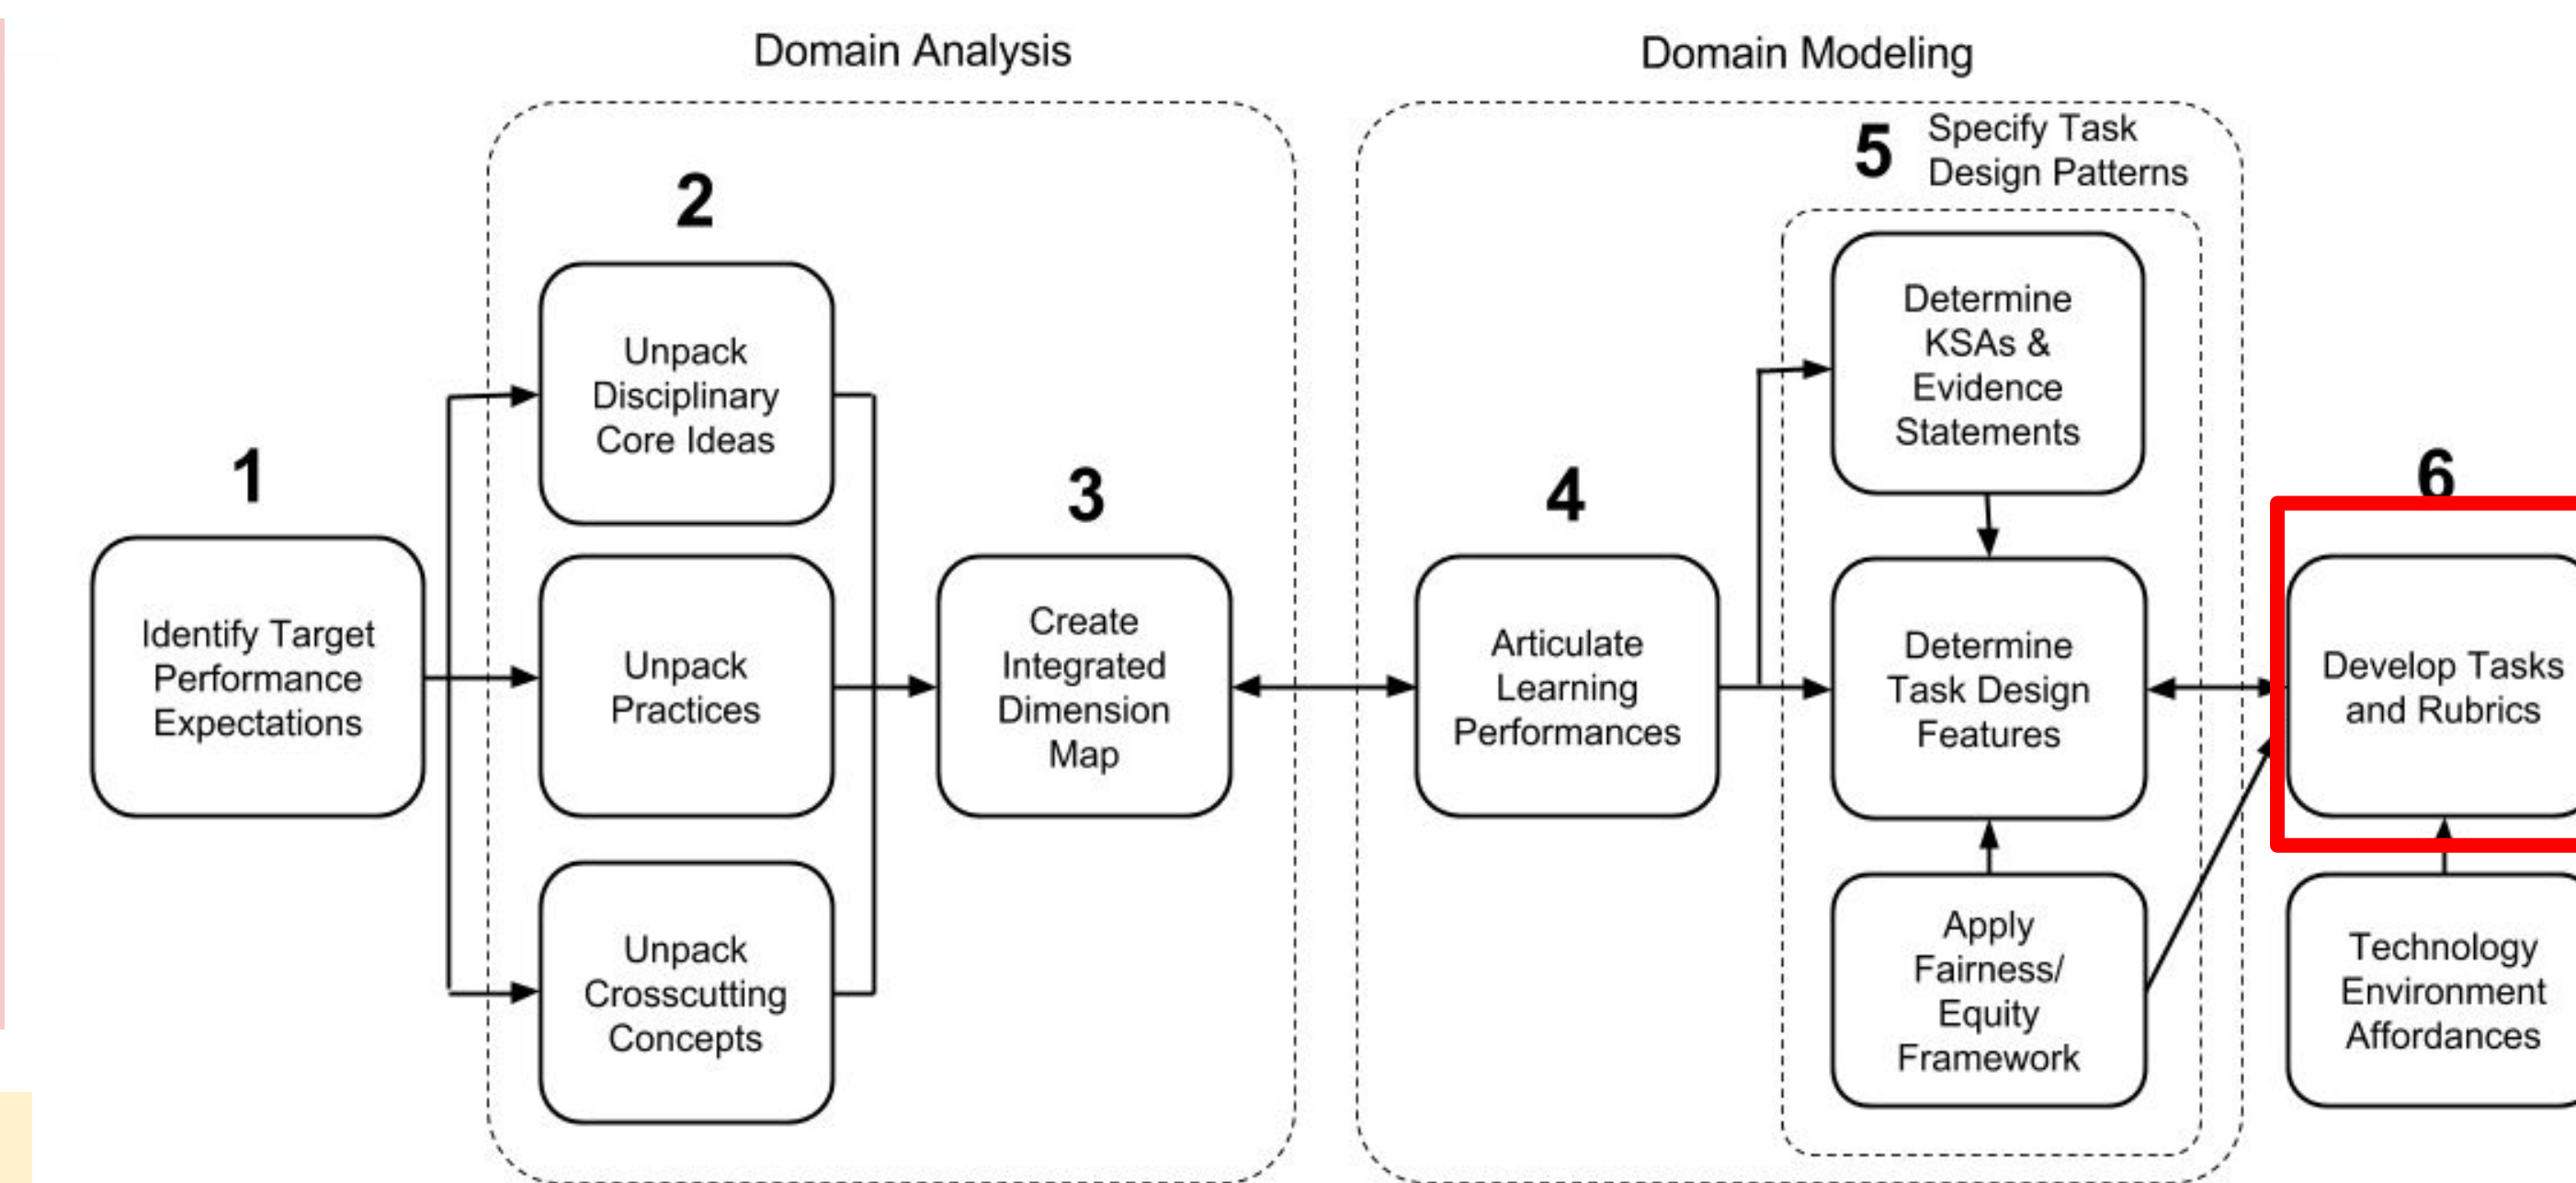 Domain Analysis
Domain Modeling
5
Specify Task
Design Patterns
2
Unpack
Disciplinary
Core Ideas
Determine
KSAs &
Evidence
Statements
1
3
4
6
Identify Target
Performance
Expectations
Unpack
Practices
Create
Integrated
Dimension
Map
Articulate
Learning
Performances
Determine
Task Design
Features
Develop Tasks
and Rubrics
Unpack
Crosscutting
Concepts
Apply
Fairness/
Equity
Framework
Technology
Environment
Affordances